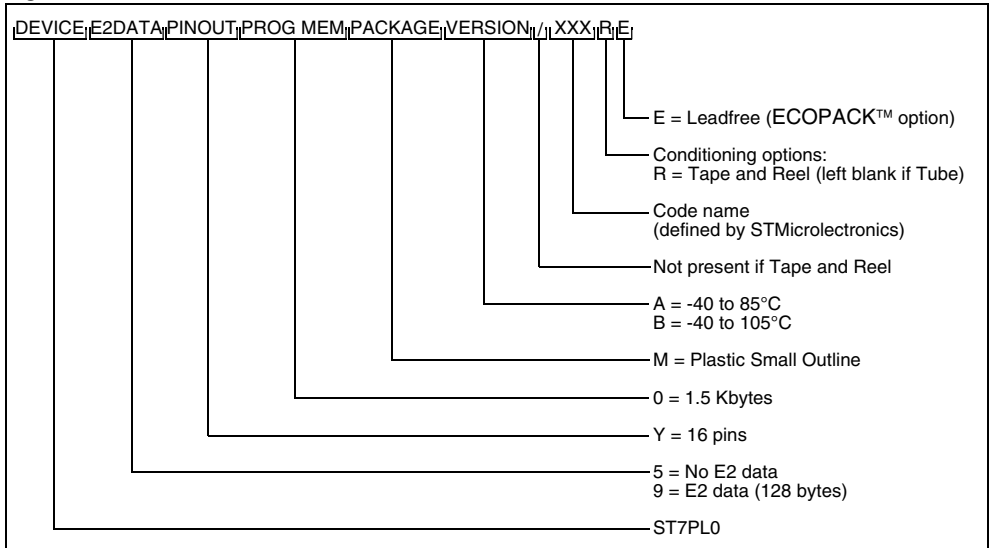 DEVICE E2DATA PINOUT PROG MEM PACKAGE VERSION / XXX R E
E = Leadfree (ECOPACK™ option)
Conditioning options:
R = Tape and Reel (left blank if Tube)
Code name
(defined by STMicrolectronics)
Not present if Tape and Reel
A = -40 to 85°C
B = -40 to 105°C
M = Plastic Small Outline
0 = 1.5 Kbytes
Y = 16 pins
5 = No E2 data
9 = E2 data (128 bytes)
ST7PL0